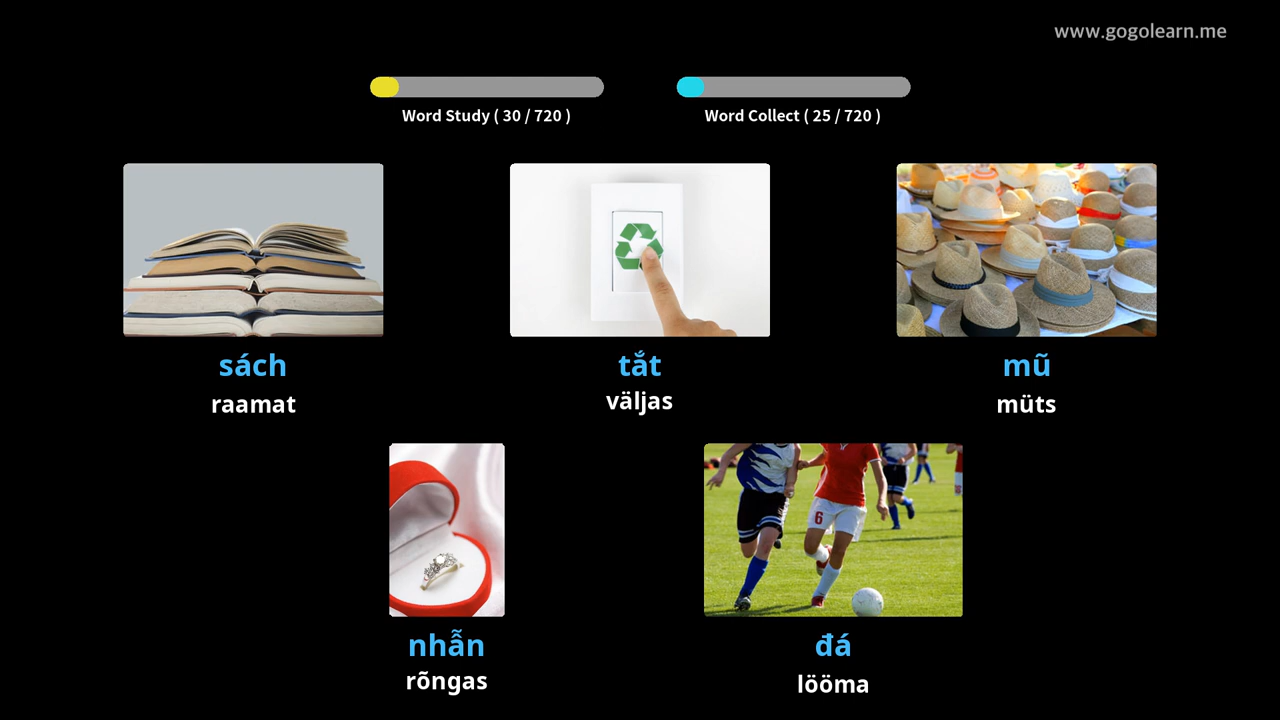 www.gogolearn.me
Word Study ( 30 / 720 )
Word Collect ( 25 / 720 )
sách
raamat
tắt
väljas
mũ
müts
6
nhẫn
rõngas
đá
lööma